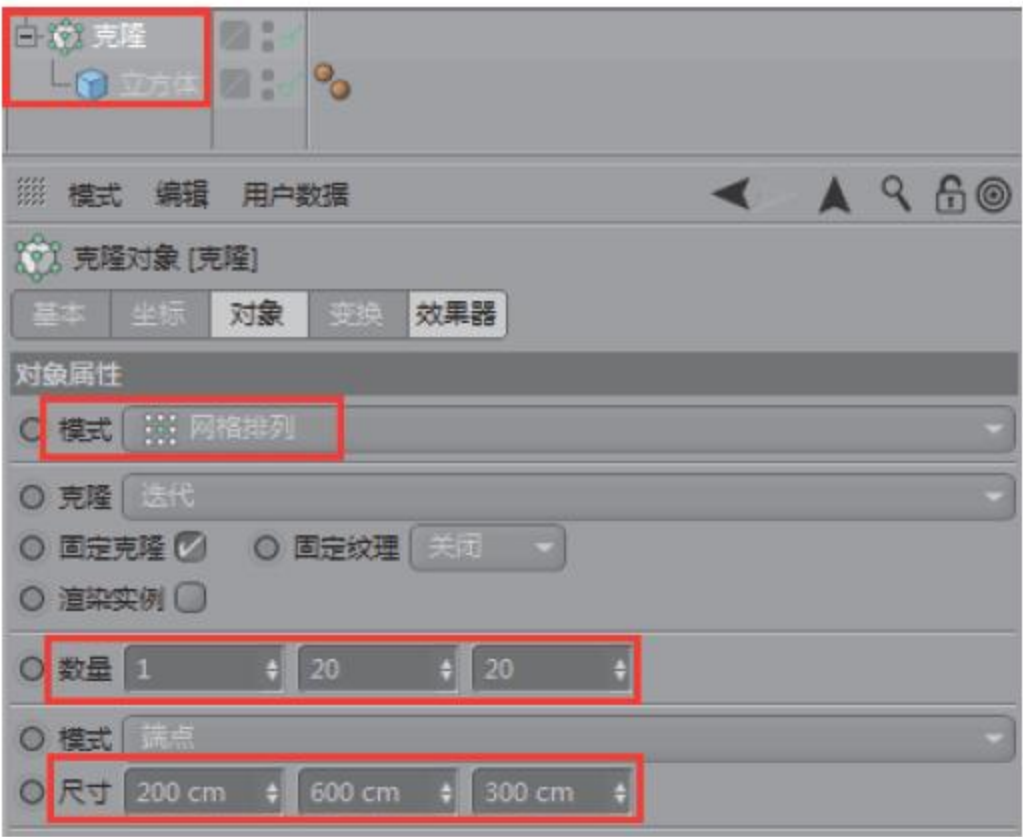 克隆
立方体
模式 编辑 用户数据
克隆对象 [克隆]
基本 坐标 对象 变换 效果器
对象属性
模式 网格排列
克隆 迭代
固定克隆 固定纹理 关闭
渲染实例
数量 1 20 20
模式 端点
尺寸 200 cm 600 cm 300 cm